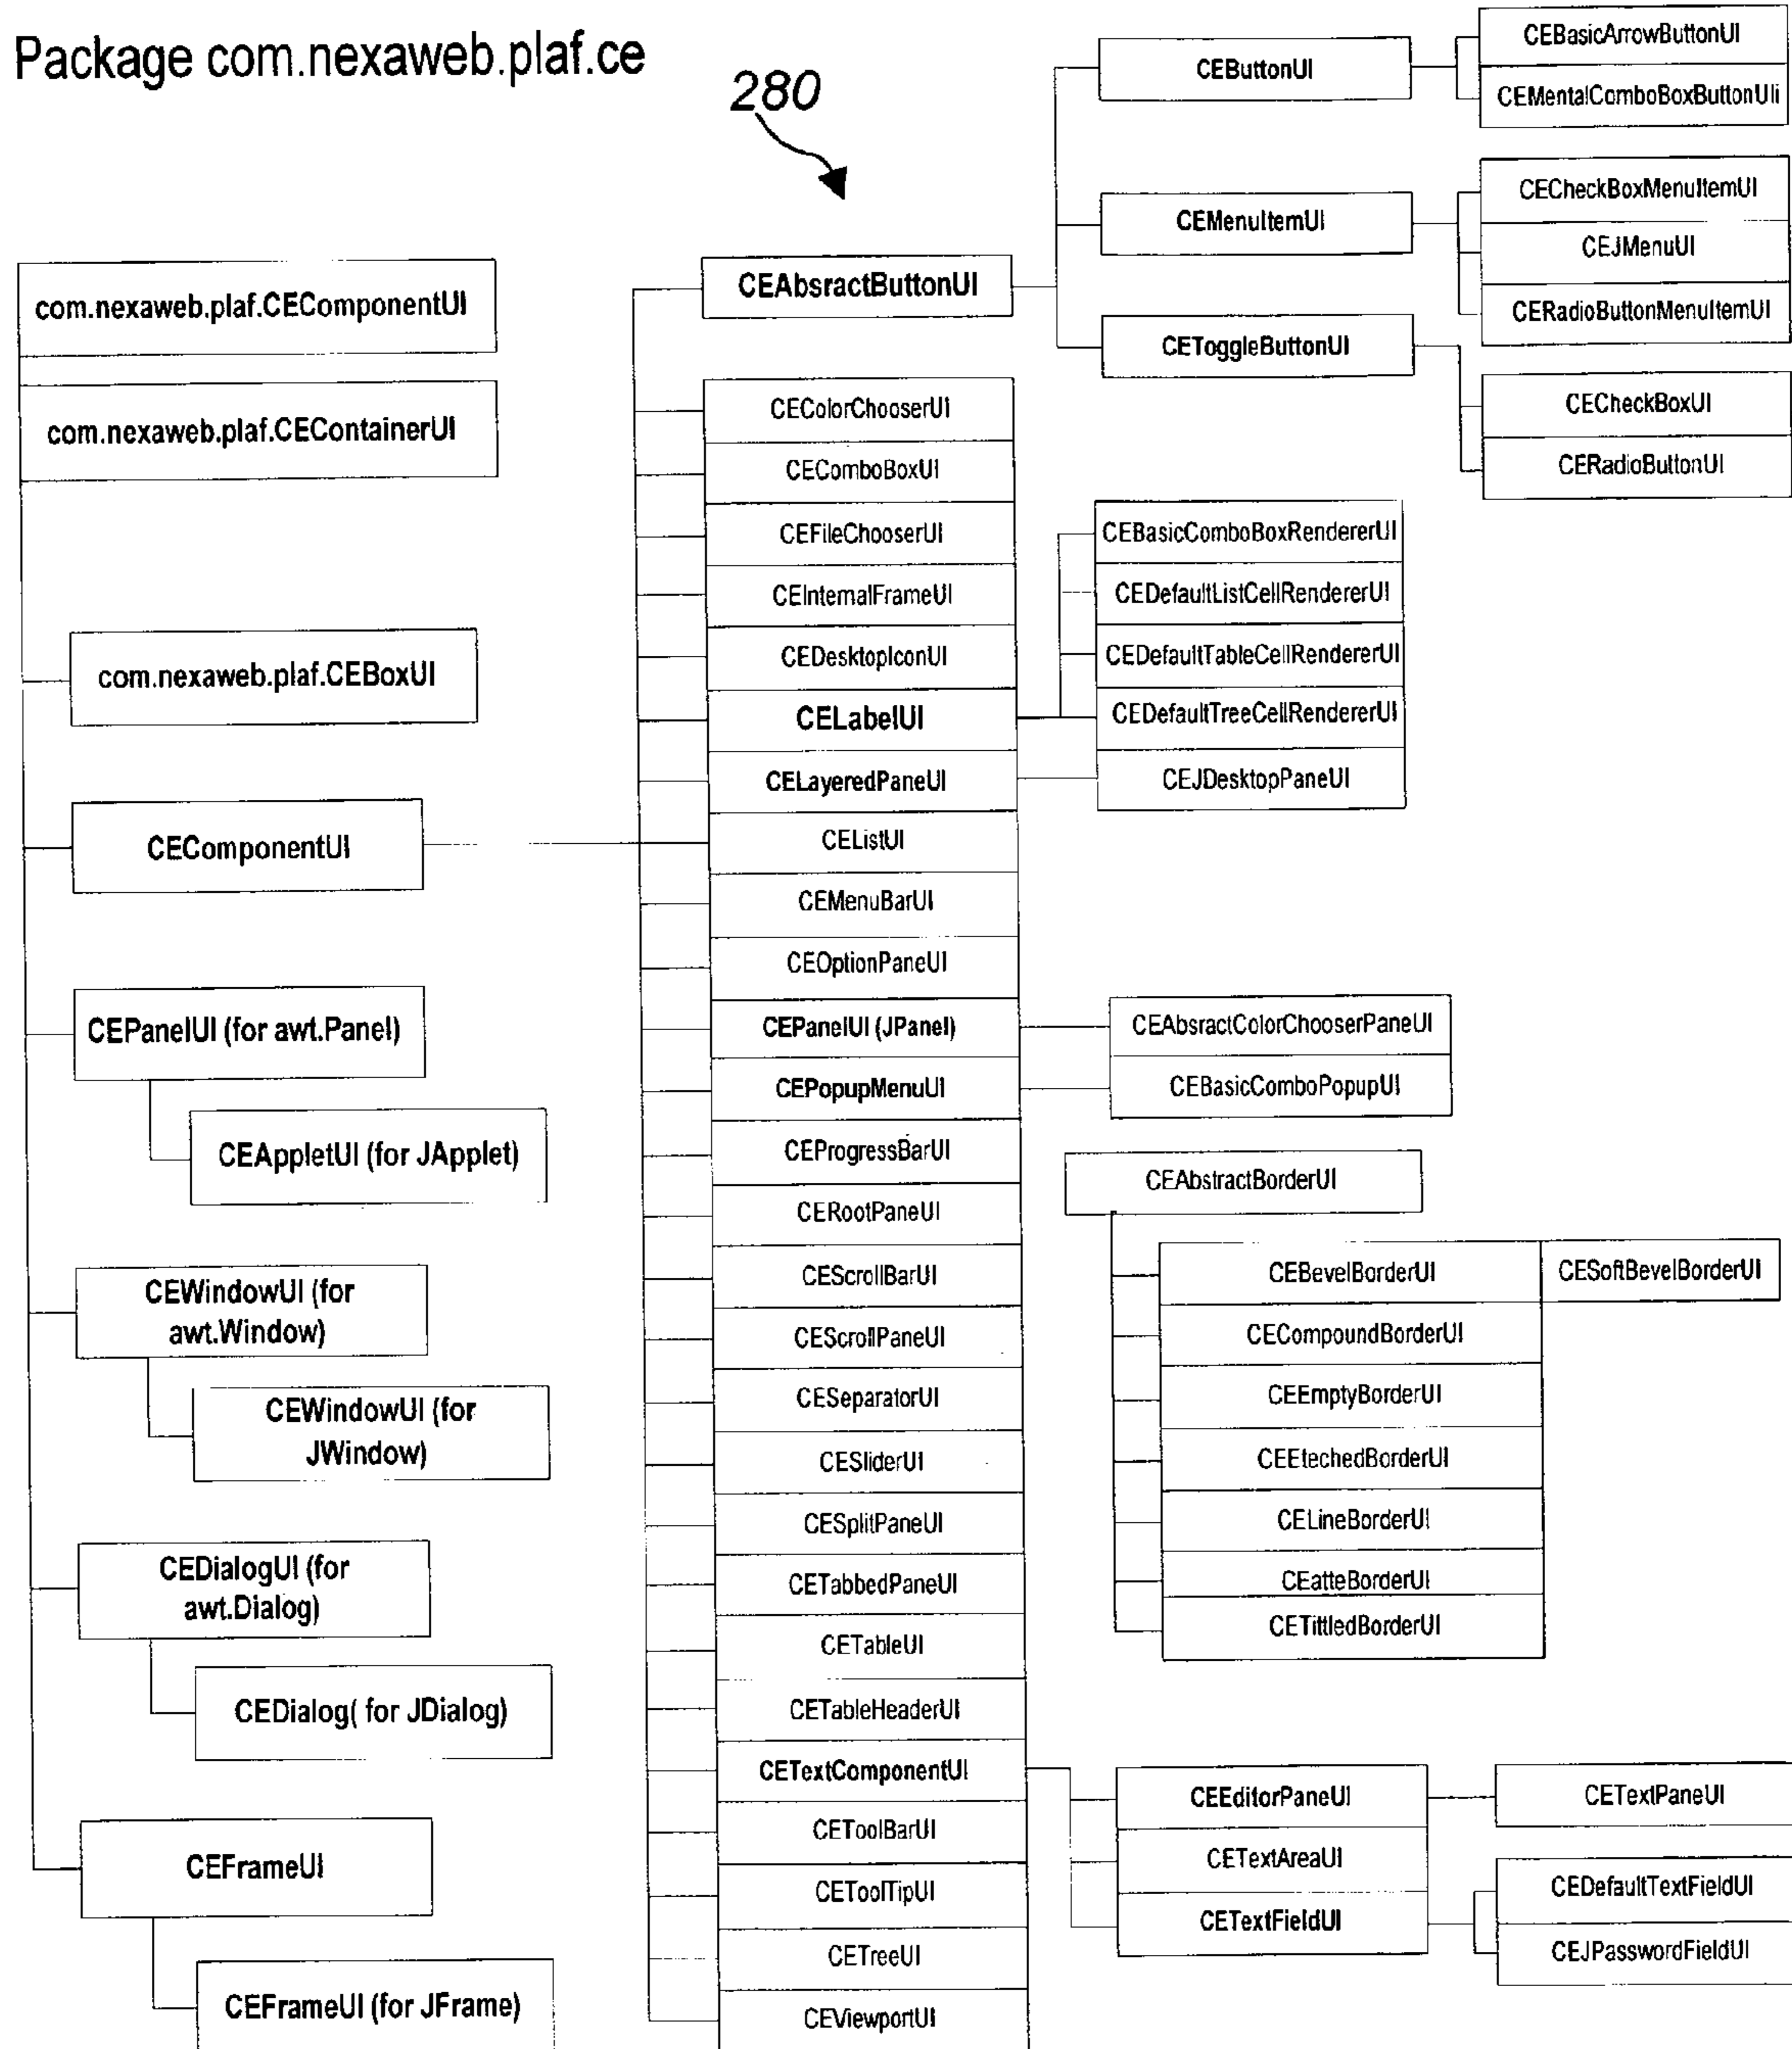 Package com.nexaweb.plaf.ce
280
com.nexaweb.plaf.CEComponentUI
com.nexaweb.plaf.CEContainerUI
com.nexaweb.plaf.CEBoxUI
CEComponentUI
CEPanelUI (for awt.Panel)
CEAppletUI (for JApplet)
CEWindowUI (for
awt.Window)
CEWindowUI (for
JWindow)
CEDialogUI (for
awt.Dialog)
CEDialog( for JDialog)
CEFrameUI
CEFrameUI (for JFrame)
CEAbsractButtonUI
CEColorChooserUI
CEComboBoxUI
CEFileChooserUI
CEInternalFrameUI
CEDesktopIconUI
CELabelUI
CELayeredPaneUI
CEListUI
CEMenuBarUI
CEOptionPaneUI
CEPanelUI (JPanel)
CEPopupMenuUI
CEProgressBarUI
CERootPaneUI
CEScrollBarUI
CEScrollPaneUI
CESeparatorUI
CESliderUI
CESplitPaneUI
CETabbedPaneUI
CETableUI
CETableHeaderUI
CETextComponentUI
CEToolBarUI
CEToolTipUI
CETreeUI
CEViewportUI
CEButtonUI
CEBasicArrowButtonUI
CEMentalComboBoxButtonUIi
CEMenuItemUI
CECheckBoxMenuItemUI
CEJMenuUI
CERadioButtonMenuItemUI
CEToggleButtonUI
CECheckBoxUI
CERadioButtonUI
CEBasicComboBoxRendererUI
CEDefaultListCellRendererUI
CEDefaultTableCellRendererUI
CEDefaultTreeCellRendererUI
CEJDesktopPaneUI
CEAbsractColorChooserPaneUI
CEBasicComboPopupUI
CEAbstractBorderUI
CEBevelBorderUI
CESoftBevelBorderUI
CECompoundBorderUI
CEEmptyBorderUI
CEEtechedBorderUI
CELineBorderUI
CEatteBorderUI
CETittledBorderUI
CEEditorPaneUI
CETextPaneUI
CETextAreaUI
CETextFieldUI
CEDefaultTextFieldUI
CEJPasswordFieldUI